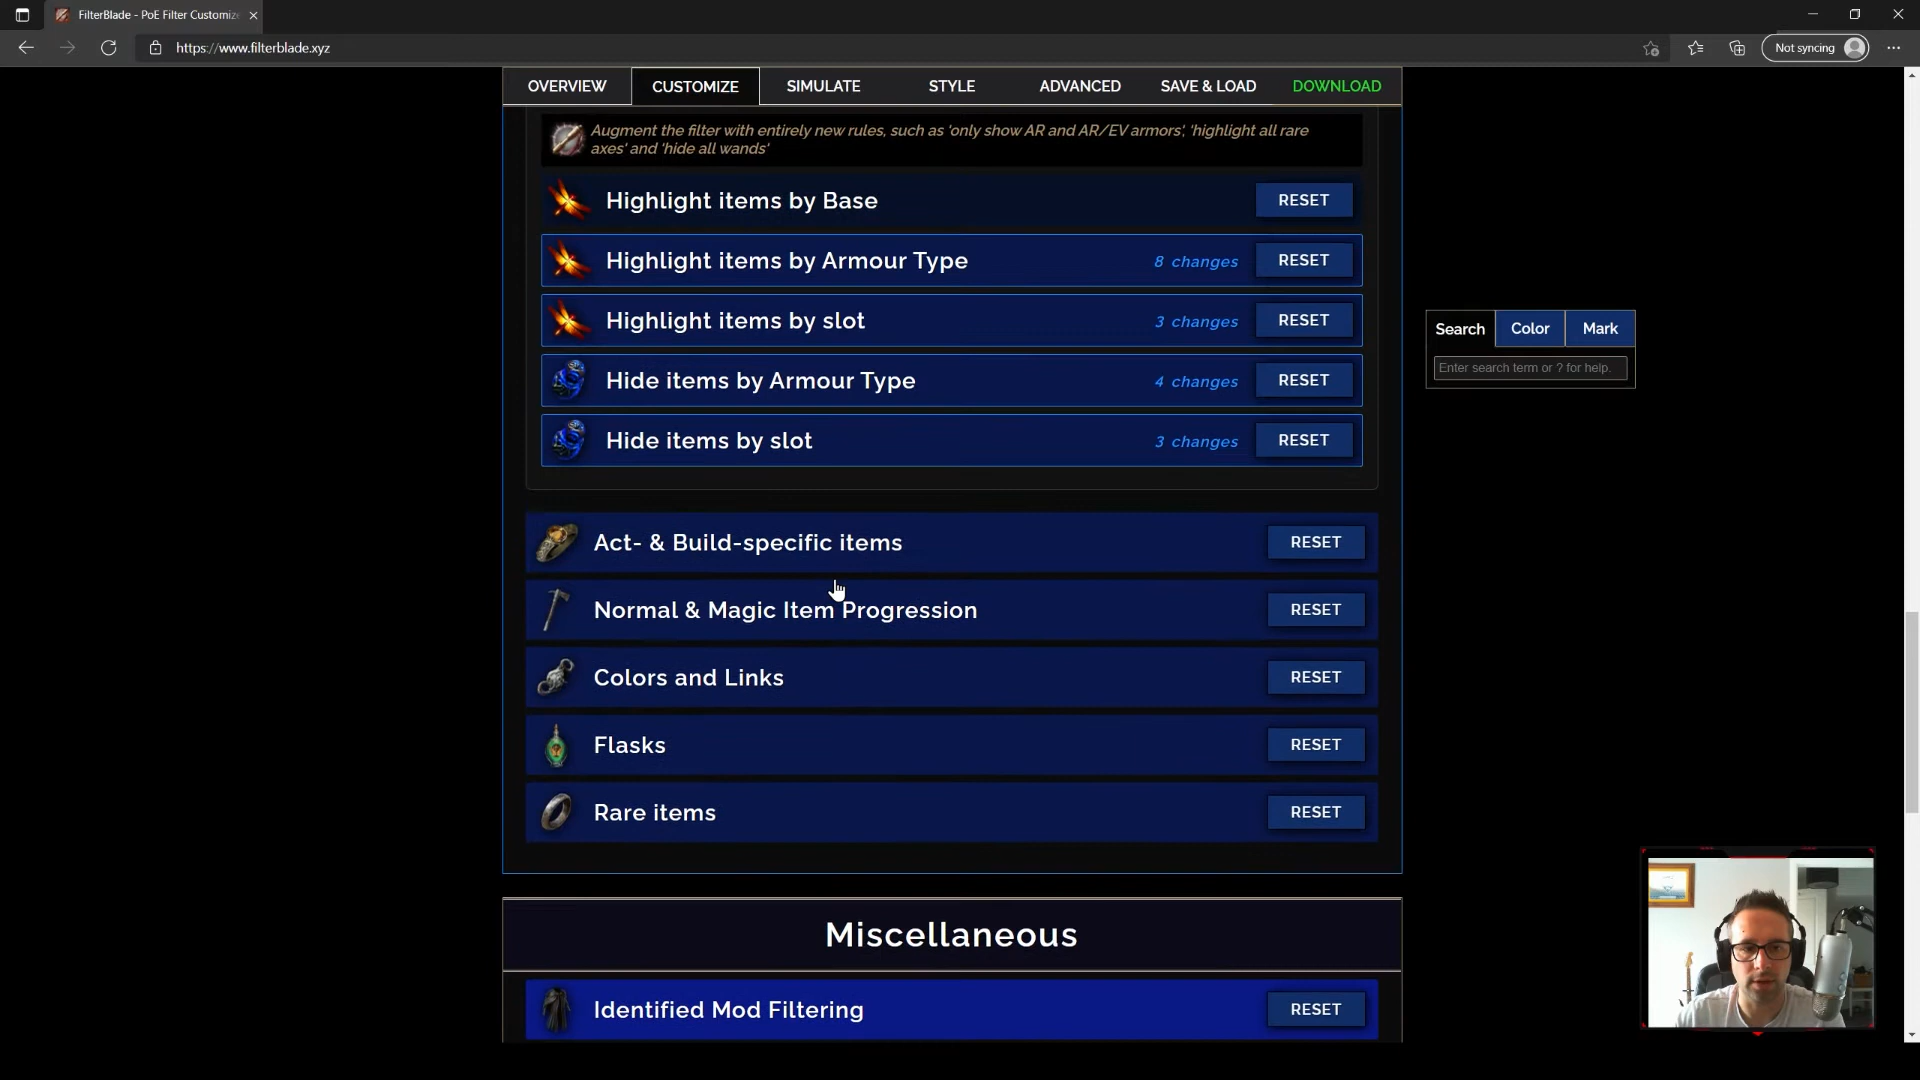 FilterBlade - PoE Filter Customize
https://www.filterblade.xyz
Not syncing
OVERVIEW
CUSTOMIZE
SIMULATE
STYLE
ADVANCED
SAVE & LOAD
DOWNLOAD
Augment the filter with entirely new rules, such as 'only show AR and AR/EV armors', 'highlight all rare
axes' and 'hide all wands'
Highlight items by Base
RESET
Highlight items by Armour Type
8 changes
RESET
Highlight items by slot
3 changes
RESET
Hide items by Armour Type
4 changes
RESET
Hide items by slot
3 changes
RESET
Search
Color
Mark
Enter search term or ? for help.
Act- & Build-specific items
RESET
Normal & Magic Item Progression
RESET
Colors and Links
RESET
Flasks
RESET
Rare items
RESET
Miscellaneous
Identified Mod Filtering
RESET